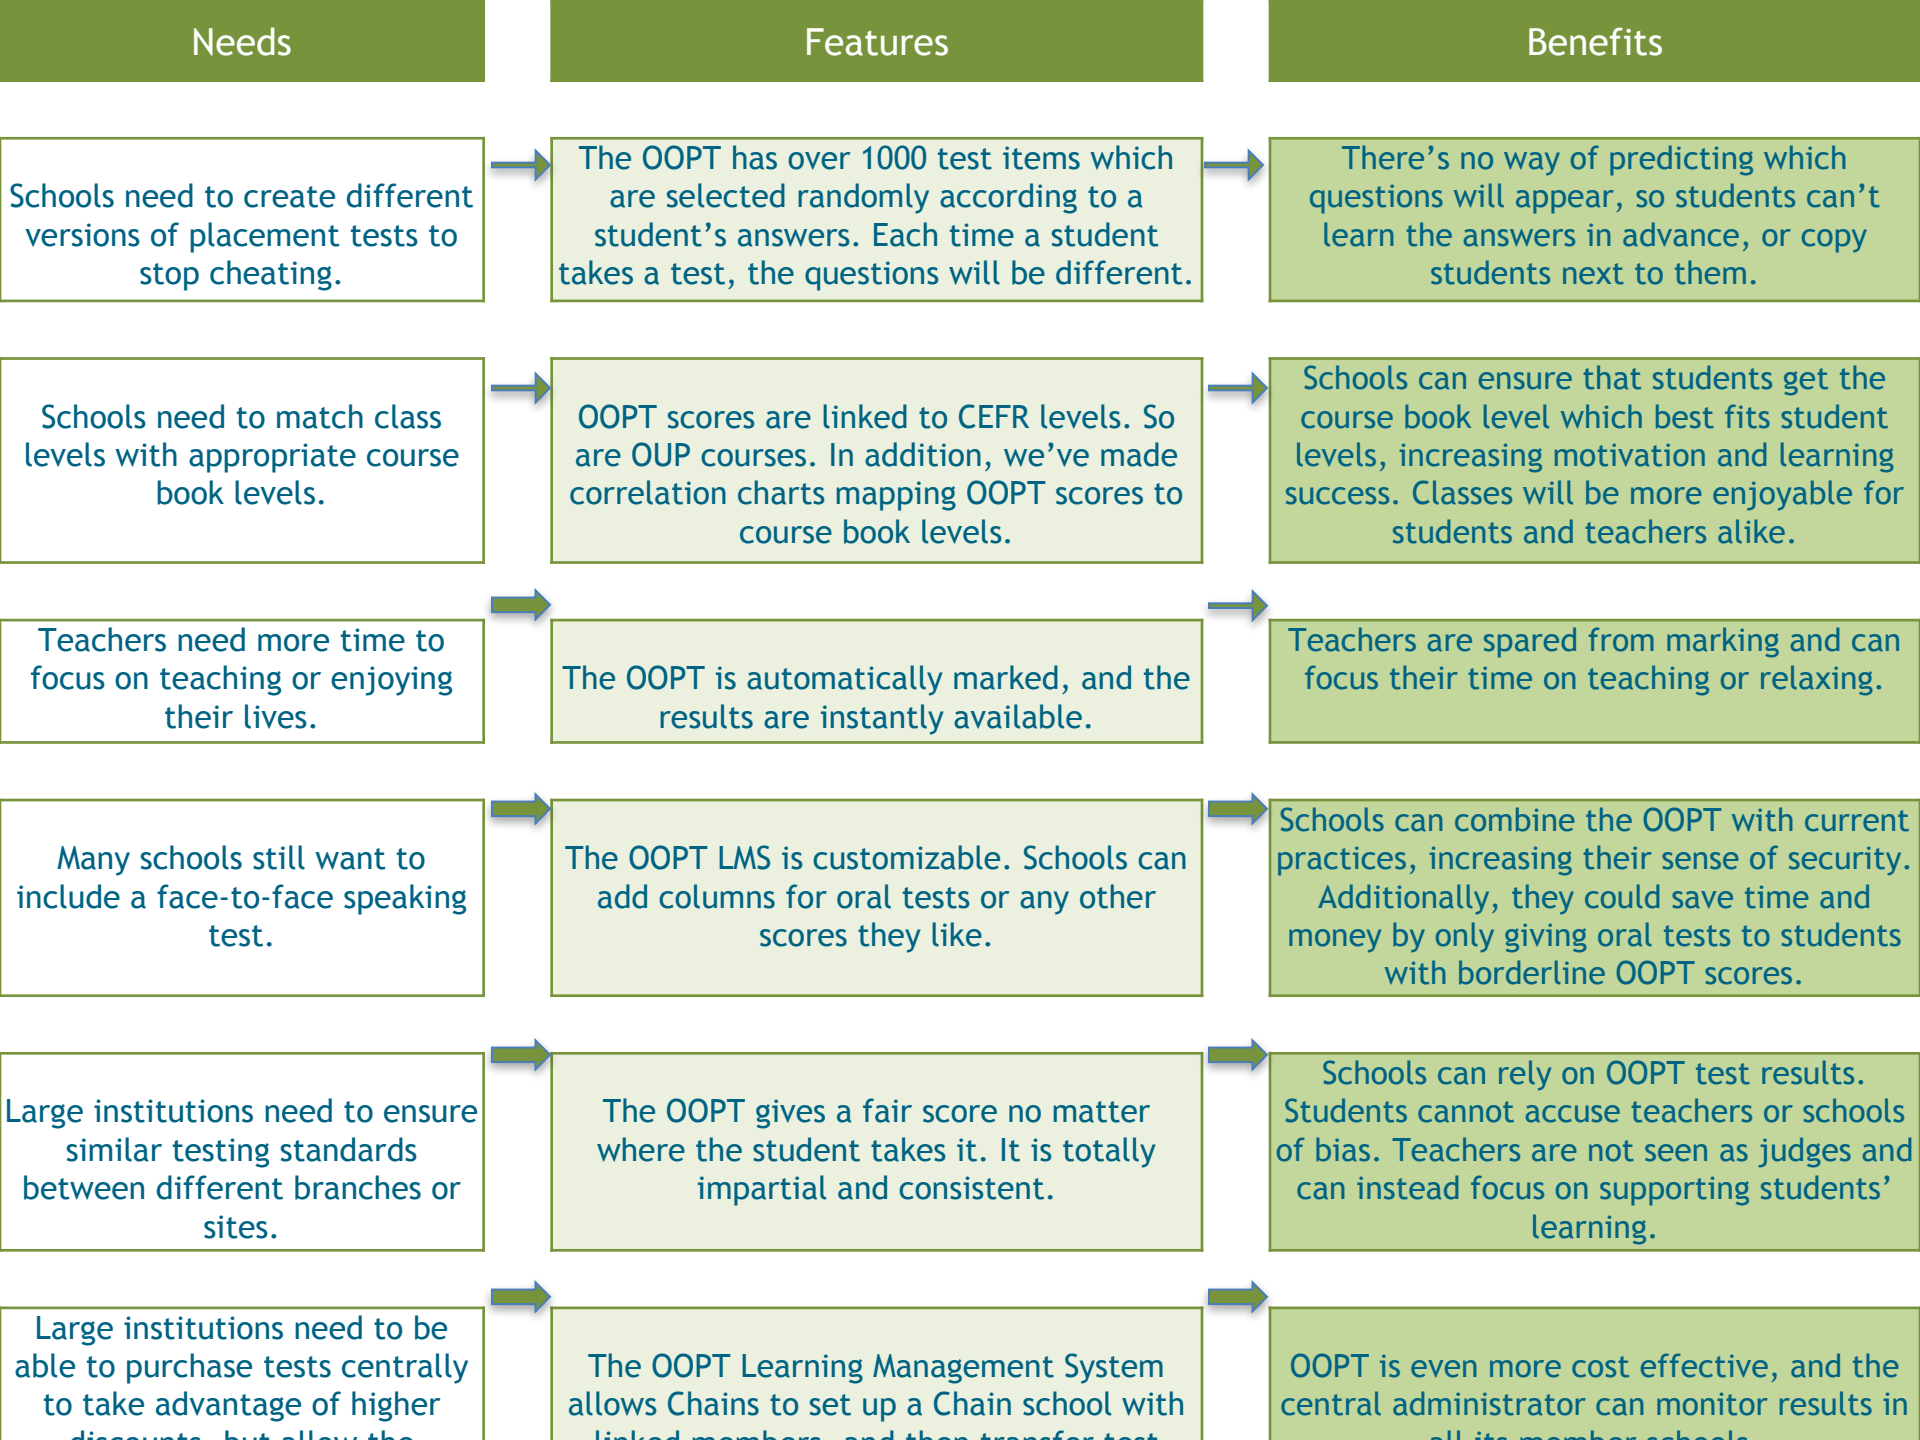 Needs
Features
Benefits
Schools need to create different
versions of placement tests to
stop cheating.
The OOPT has over 1000 test items which
are selected randomly according to a
student’s answers. Each time a student
takes a test, the questions will be different.
There’s no way of predicting which
questions will appear, so students can’t
learn the answers in advance, or copy
students next to them.
Schools need to match class
levels with appropriate course
book levels.
OOPT scores are linked to CEFR levels. So
are OUP courses. In addition, we’ve made
correlation charts mapping OOPT scores to
course book levels.
Schools can ensure that students get the
course book level which best fits student
levels, increasing motivation and learning
success. Classes will be more enjoyable for
students and teachers alike.
Teachers need more time to
focus on teaching or enjoying
their lives.
The OOPT is automatically marked, and the
results are instantly available.
Teachers are spared from marking and can
focus their time on teaching or relaxing.
Many schools still want to
include a face-to-face speaking
test.
The OOPT LMS is customizable. Schools can
add columns for oral tests or any other
scores they like.
Schools can combine the OOPT with current
practices, increasing their sense of security.
Additionally, they could save time and
money by only giving oral tests to students
with borderline OOPT scores.
Large institutions need to ensure
similar testing standards
between different branches or
sites.
The OOPT gives a fair score no matter
where the student takes it. It is totally
impartial and consistent.
Schools can rely on OOPT test results.
Students cannot accuse teachers or schools
of bias. Teachers are not seen as judges and
can instead focus on supporting students’
learning.
Large institutions need to be
able to purchase tests centrally
to take advantage of higher
discounts, but allow the
The OOPT Learning Management System
allows Chains to set up a Chain school with
linked members, and then transfer test
OOPT is even more cost effective, and the
central administrator can monitor results in
all its member schools.